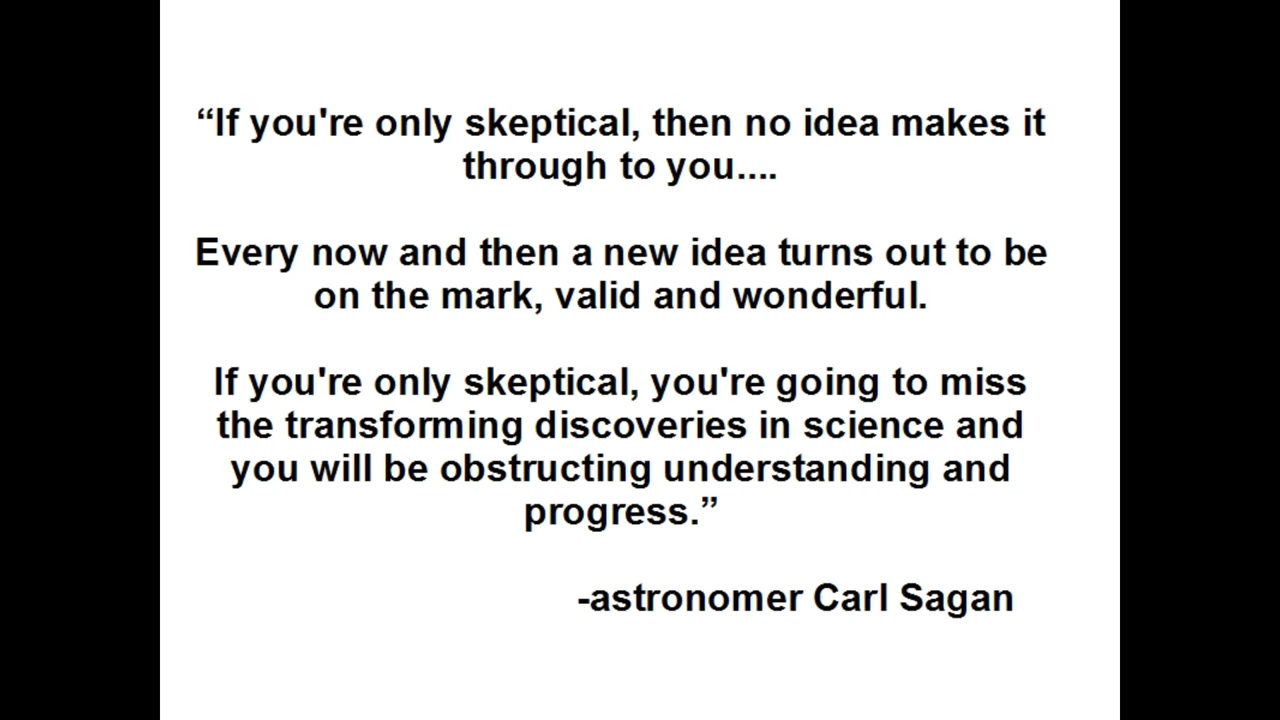 “If you're only skeptical, then no idea makes it
through to you....
Every now and then a new idea turns out to be
on the mark, valid and wonderful.
If you're only skeptical, you're going to miss
the transforming discoveries in science and
you will be obstructing understanding and
progress.”
-astronomer Carl Sagan